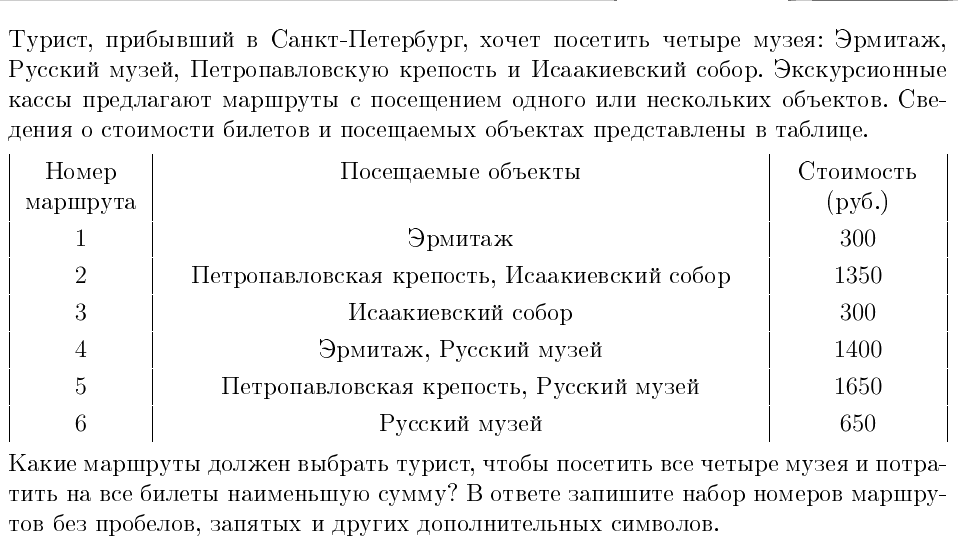 Турист, прибывший в Санкт-Петербург, хочет посетить четыре музея: Эрмитаж,
Русский музей, Петропавловскую крепость и Исаакиевский собор. Экскурсионные
кассы предлагают маршруты с посещением одного или нескольких объектов. Све-
дения о стоимости билетов и посещаемых объектах представлены в таблице.
Номер маршрута Посещаемые объекты Стоимость (руб.)
1 Эрмитаж 300
2 Петропавловская крепость, Исаакиевский собор 1350
3 Исаакиевский собор 300
4 Эрмитаж, Русский музей 1400
5 Петропавловская крепость, Русский музей 1650
6 Русский музей 650
Какие маршруты должен выбрать турист, чтобы посетить все четыре музея и потра-
тить на все билеты наименьшую сумму? В ответе запишите набор номеров маршру-
тов без пробелов, запятых и других дополнительных символов.